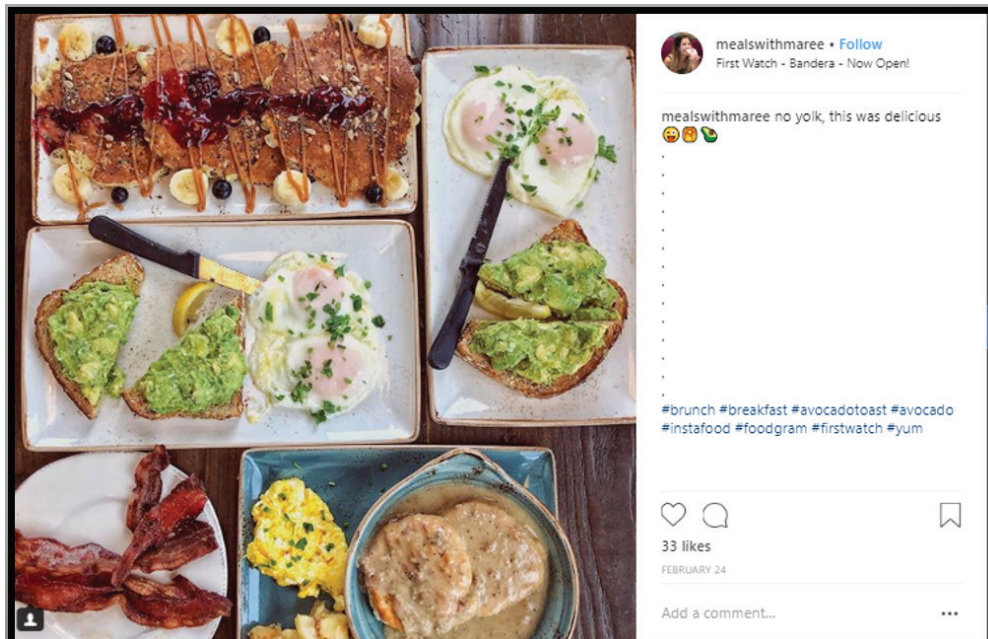 mealswithmaree • Follow
First Watch - Bandera - Now Open!
mealswithmaree no yolk, this was delicious
😜🥞🥑
.
.
.
.
.
.
.
.
.
.
.
.
.
#brunch #breakfast #avocadotoast #avocado
#instafood #foodgram #firstwatch #yum
33 likes
FEBRUARY 24
Add a comment...